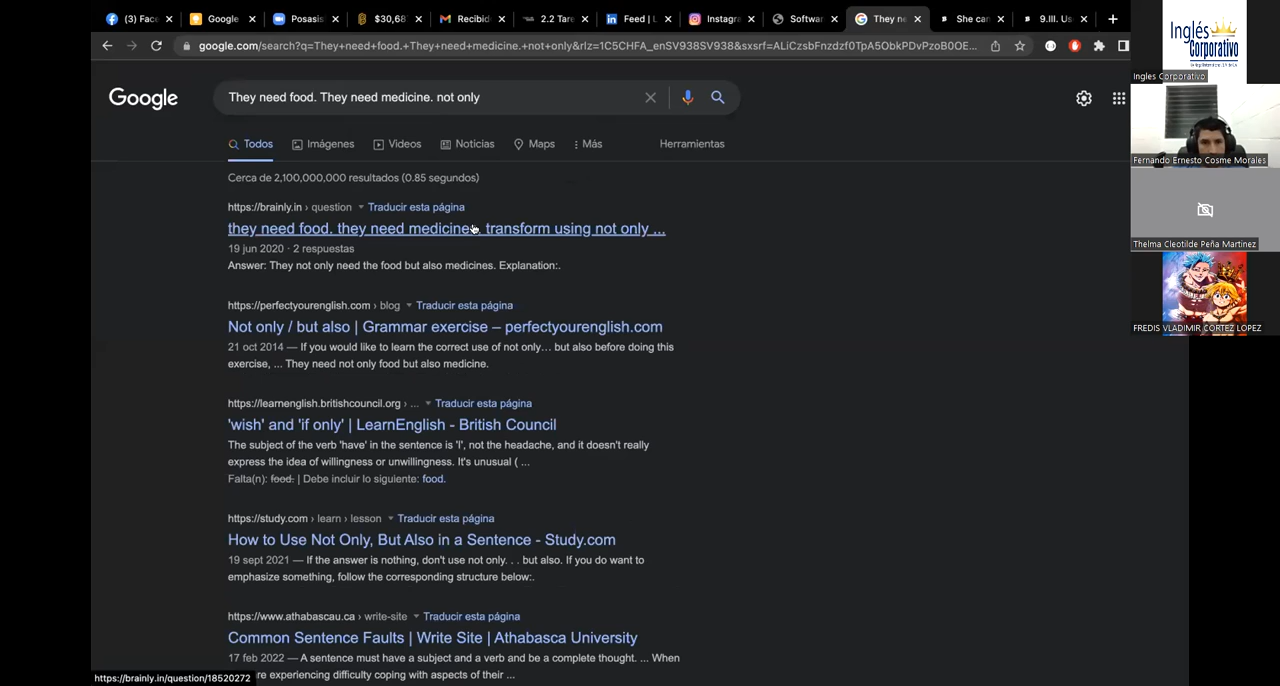 (3) Face
Google
Posasis
$30,68
Recibid
2.2 Tare
Feed | L
Instagra
Softwar
They ne
She can
9.III. Us
google.com/search?q=They+need+food.+They+need+medicine.+not+only&rlz=1C5CHFA_enSV938SV938&sxsrf=ALiCzsbFnzdzf0TpA5ObkPDvPzoB0OE...
Google
They need food. They need medicine. not only
Todos
Imágenes
Videos
Noticias
Maps
Más
Herramientas
Cerca de 2,100,000,000 resultados (0.85 segundos)
https://brainly.in › question Traducir esta página
they need food. they need medicine. transform using not only ...
19 jun 2020 · 2 respuestas
Answer: They not only need the food but also medicines. Explanation:.
https://perfectyourenglish.com › blog Traducir esta página
Not only / but also | Grammar exercise – perfectyourenglish.com
21 oct 2014 — If you would like to learn the correct use of not only... but also before doing this
exercise, ... They need not only food but also medicine.
https://learnenglish.britishcouncil.org › ... Traducir esta página
'wish' and 'if only' | LearnEnglish - British Council
The subject of the verb 'have' in the sentence is 'I', not the headache, and it doesn't really
express the idea of willingness or unwillingness. It's unusual ( ...
Falta(n): food. | Debe incluir lo siguiente: food.
https://study.com › learn › lesson Traducir esta página
How to Use Not Only, But Also in a Sentence - Study.com
19 sept 2021 — If the answer is nothing, don't use not only. . . but also. If you do want to
emphasize something, follow the corresponding structure below:.
https://www.athabascau.ca › write-site Traducir esta página
Common Sentence Faults | Write Site | Athabasca University
17 feb 2022 — A sentence must have a subject and a verb and be a complete thought. ... When
re experiencing difficulty coping with aspects of their ...
https://brainly.in/question/18520272
Inglés
Corporativo
Ingles Corporativo
Fernando Ernesto Cosme Morales
Thelma Cleotilde Peña Martinez
FREDIS VLADIMIR CORTEZ LOPEZ